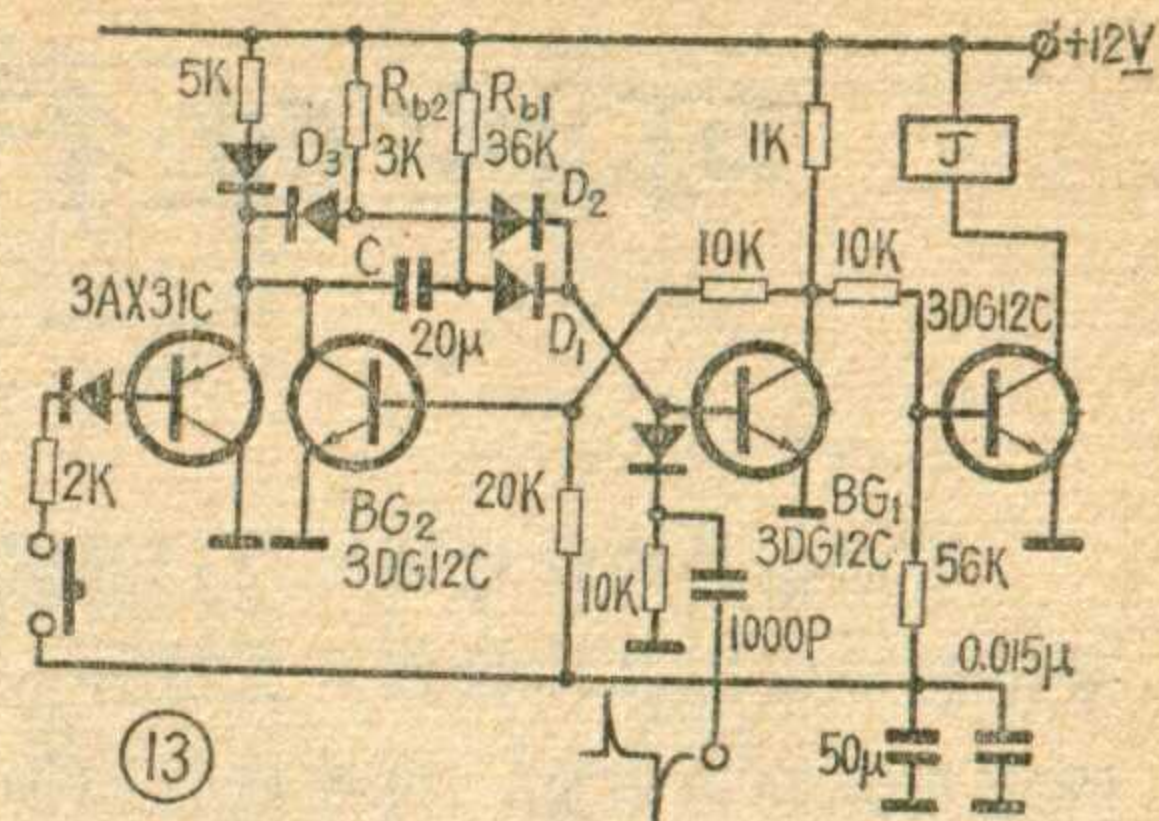 +12V
5K
Rb2
3K
Rb1
36K
D3
D2
1K
J
C
20μ
D1
10K
10K
3AX31C
3DG12C
2K
BG2
3DG12C
20K
10K
1000P
BG1
3DG12C
56K
0.015μ
50μ
13